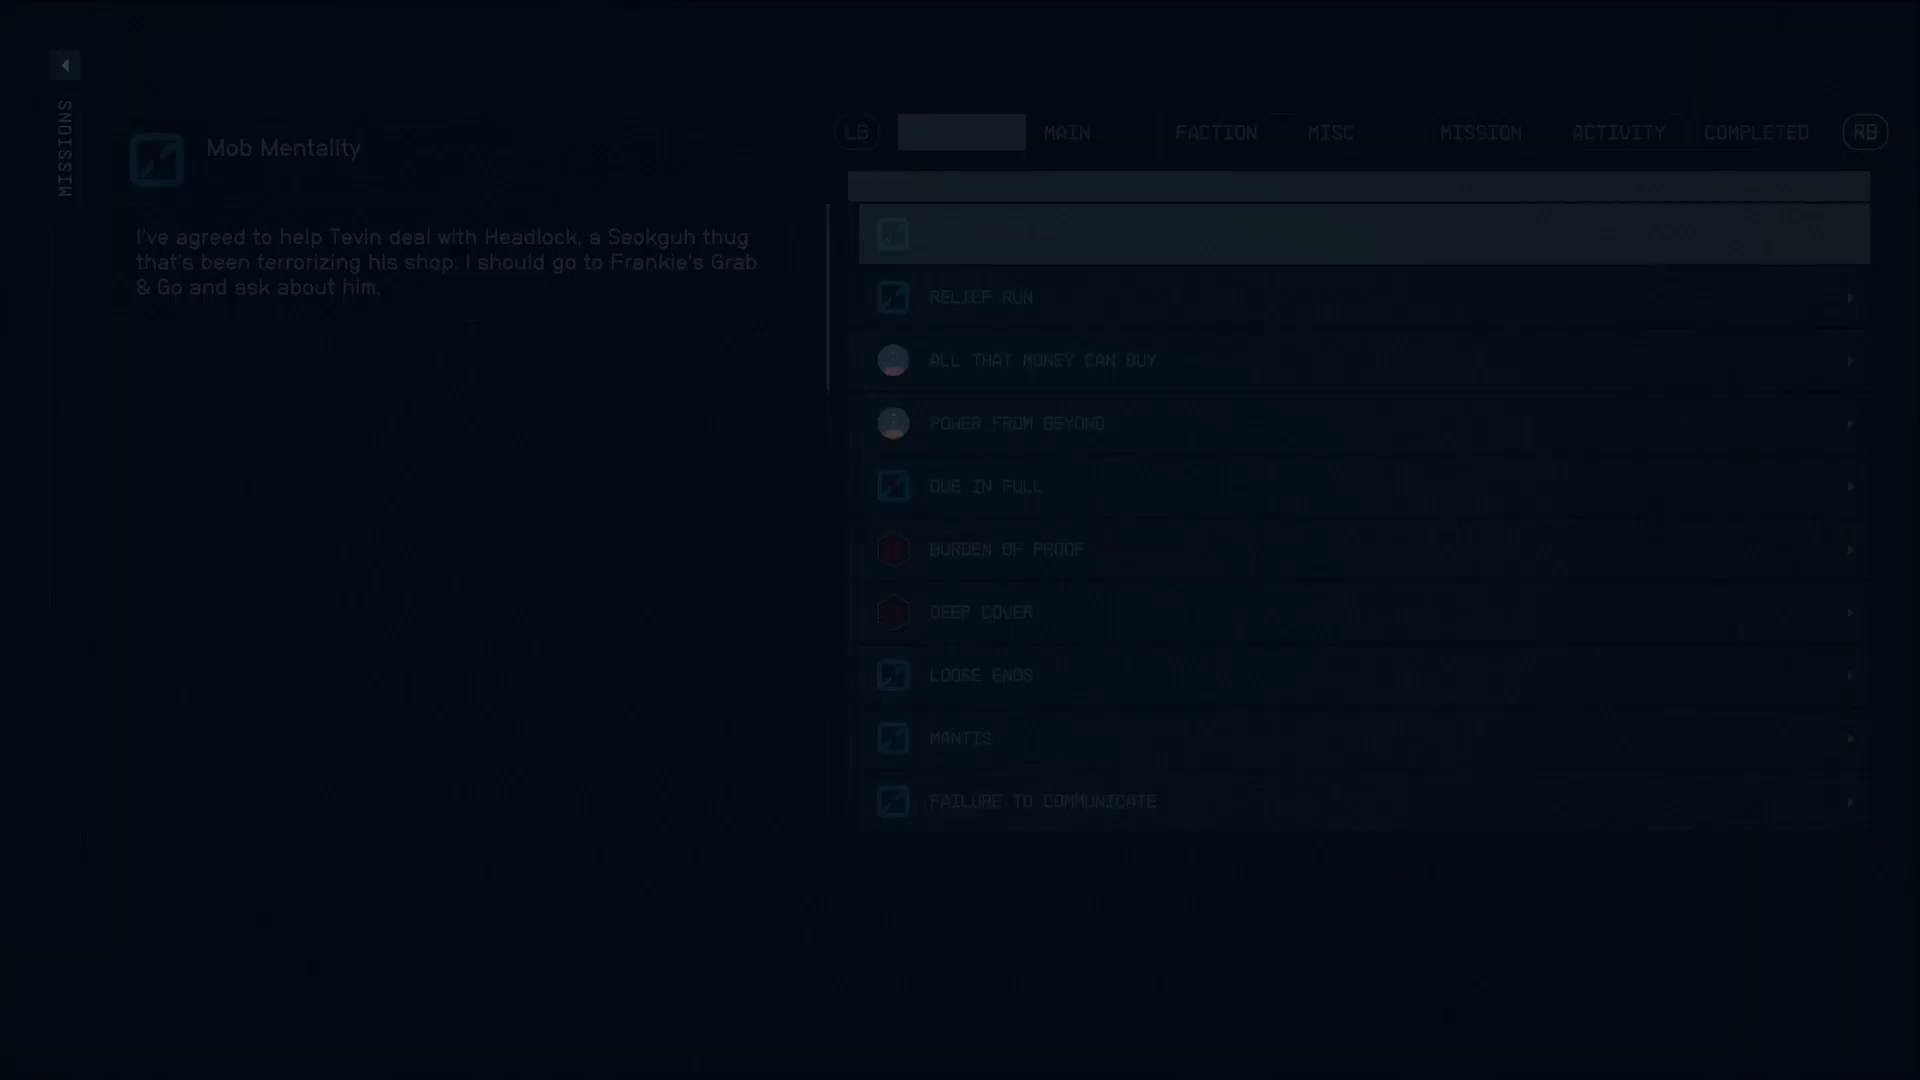 MISSIONS
Mob Mentality
I've agreed to help Tevin deal with Headlock, a Seokguh thug
that's been terrorizing his shop. I should go to Frankie's Grab
& Go and ask about him.
LB MAIN FACTION MISC MISSION ACTIVITY COMPLETED RB
RELIEF RUN
ALL THAT MONEY CAN BUY
POWER FROM BEYOND
DUE IN FULL
BURDEN OF PROOF
DEEP COVER
LOOSE ENDS
MANTIS
FAILURE TO COMMUNICATE